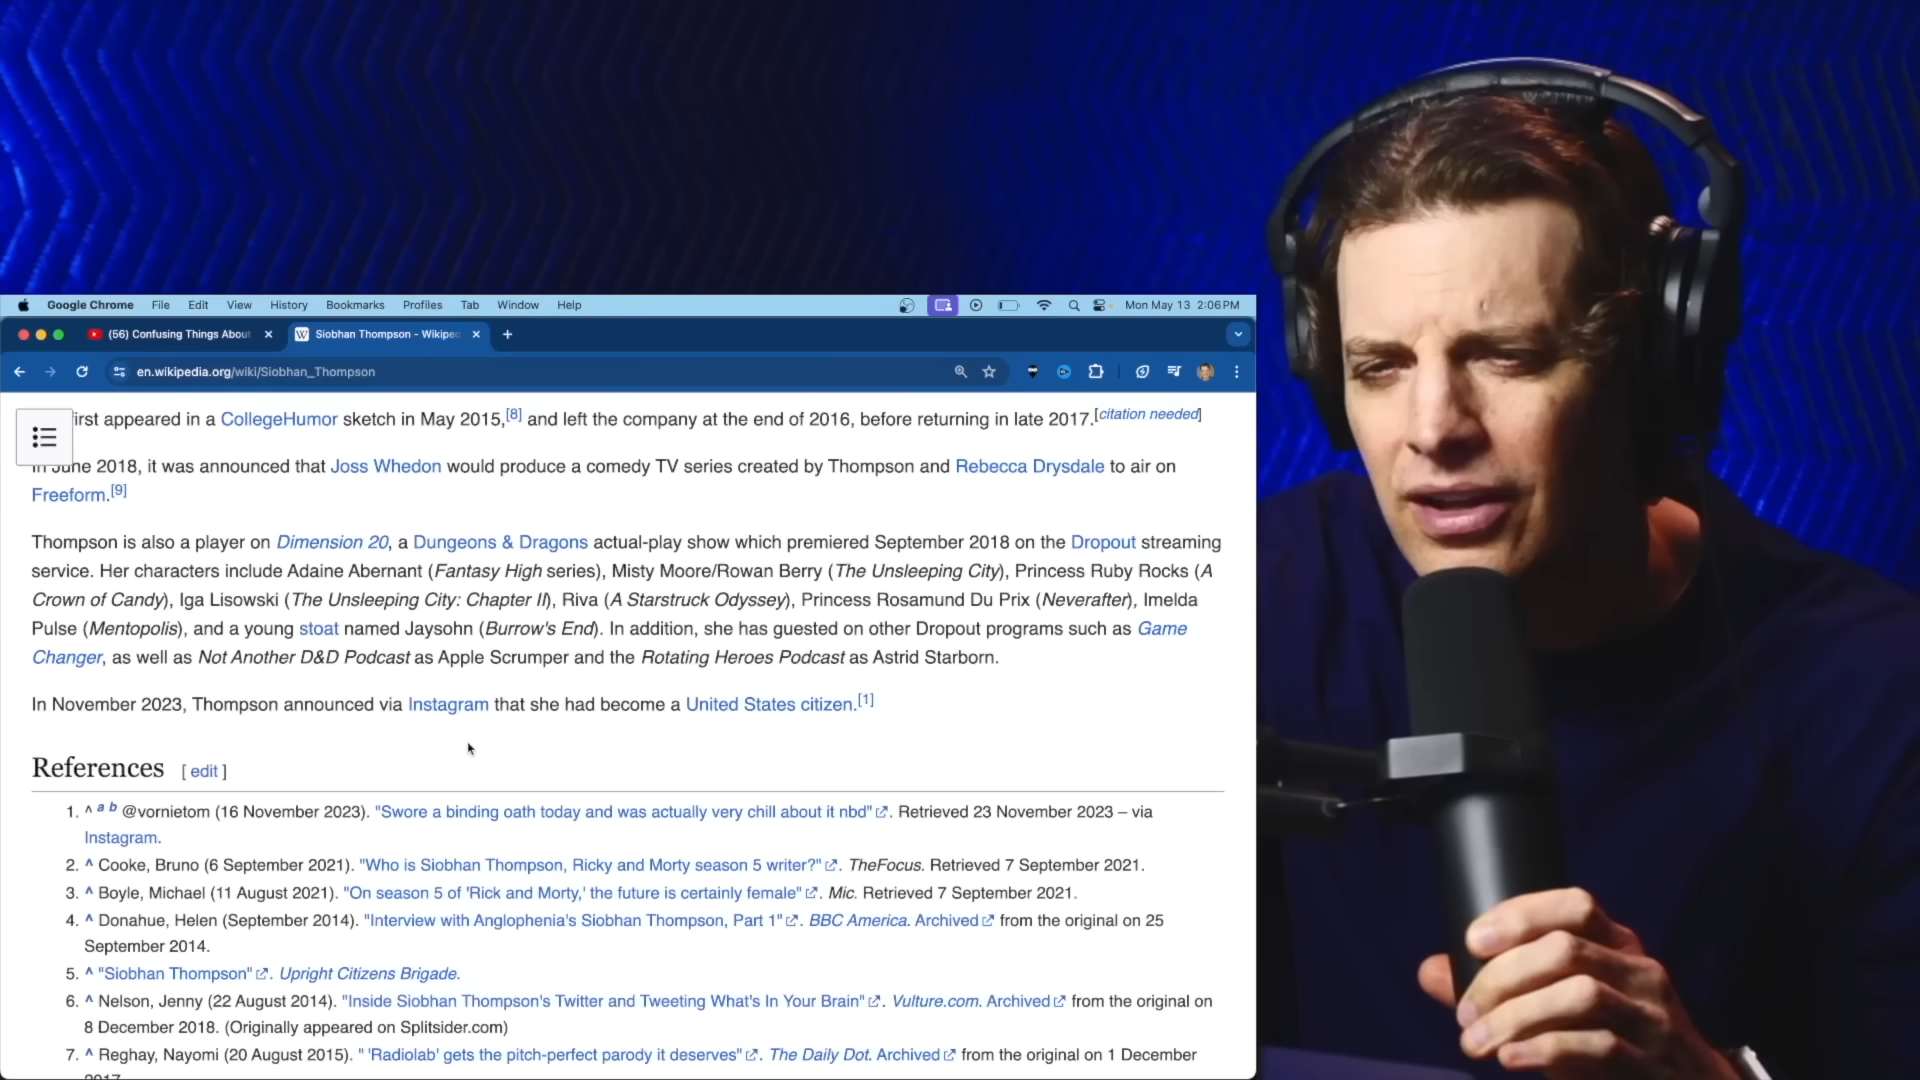 Google Chrome File Edit View History Bookmarks Profiles Tab Window Help Mon May 13 2:06 PM
(56) Confusing Things About Siobhan Thompson - Wikipe
en.wikipedia.org/wiki/Siobhan_Thompson
irst appeared in a CollegeHumor sketch in May 2015,[8] and left the company at the end of 2016, before returning in late 2017.[citation needed]
In June 2018, it was announced that Joss Whedon would produce a comedy TV series created by Thompson and Rebecca Drysdale to air on
Freeform.[9]
Thompson is also a player on Dimension 20, a Dungeons & Dragons actual-play show which premiered September 2018 on the Dropout streaming
service. Her characters include Adaine Abernant (Fantasy High series), Misty Moore/Rowan Berry (The Unsleeping City), Princess Ruby Rocks (A
Crown of Candy), Iga Lisowski (The Unsleeping City: Chapter II), Riva (A Starstruck Odyssey), Princess Rosamund Du Prix (Neverafter), Imelda
Pulse (Mentopolis), and a young stoat named Jaysohn (Burrow's End). In addition, she has guested on other Dropout programs such as Game
Changer, as well as Not Another D&D Podcast as Apple Scrumper and the Rotating Heroes Podcast as Astrid Starborn.
In November 2023, Thompson announced via Instagram that she had become a United States citizen.[1]
References [ edit ]
1. ^ a b @vornietom (16 November 2023). "Swore a binding oath today and was actually very chill about it nbd". Retrieved 23 November 2023 – via
Instagram.
2. ^ Cooke, Bruno (6 September 2021). "Who is Siobhan Thompson, Ricky and Morty season 5 writer?". TheFocus. Retrieved 7 September 2021.
3. ^ Boyle, Michael (11 August 2021). "On season 5 of 'Rick and Morty,' the future is certainly female". Mic. Retrieved 7 September 2021.
4. ^ Donahue, Helen (September 2014). "Interview with Anglophenia's Siobhan Thompson, Part 1". BBC America. Archived from the original on 25
September 2014.
5. ^ "Siobhan Thompson". Upright Citizens Brigade.
6. ^ Nelson, Jenny (22 August 2014). "Inside Siobhan Thompson's Twitter and Tweeting What's In Your Brain". Vulture.com. Archived from the original on
8 December 2018. (Originally appeared on Splitsider.com)
7. ^ Reghay, Nayomi (20 August 2015). " 'Radiolab' gets the pitch-perfect parody it deserves". The Daily Dot. Archived from the original on 1 December